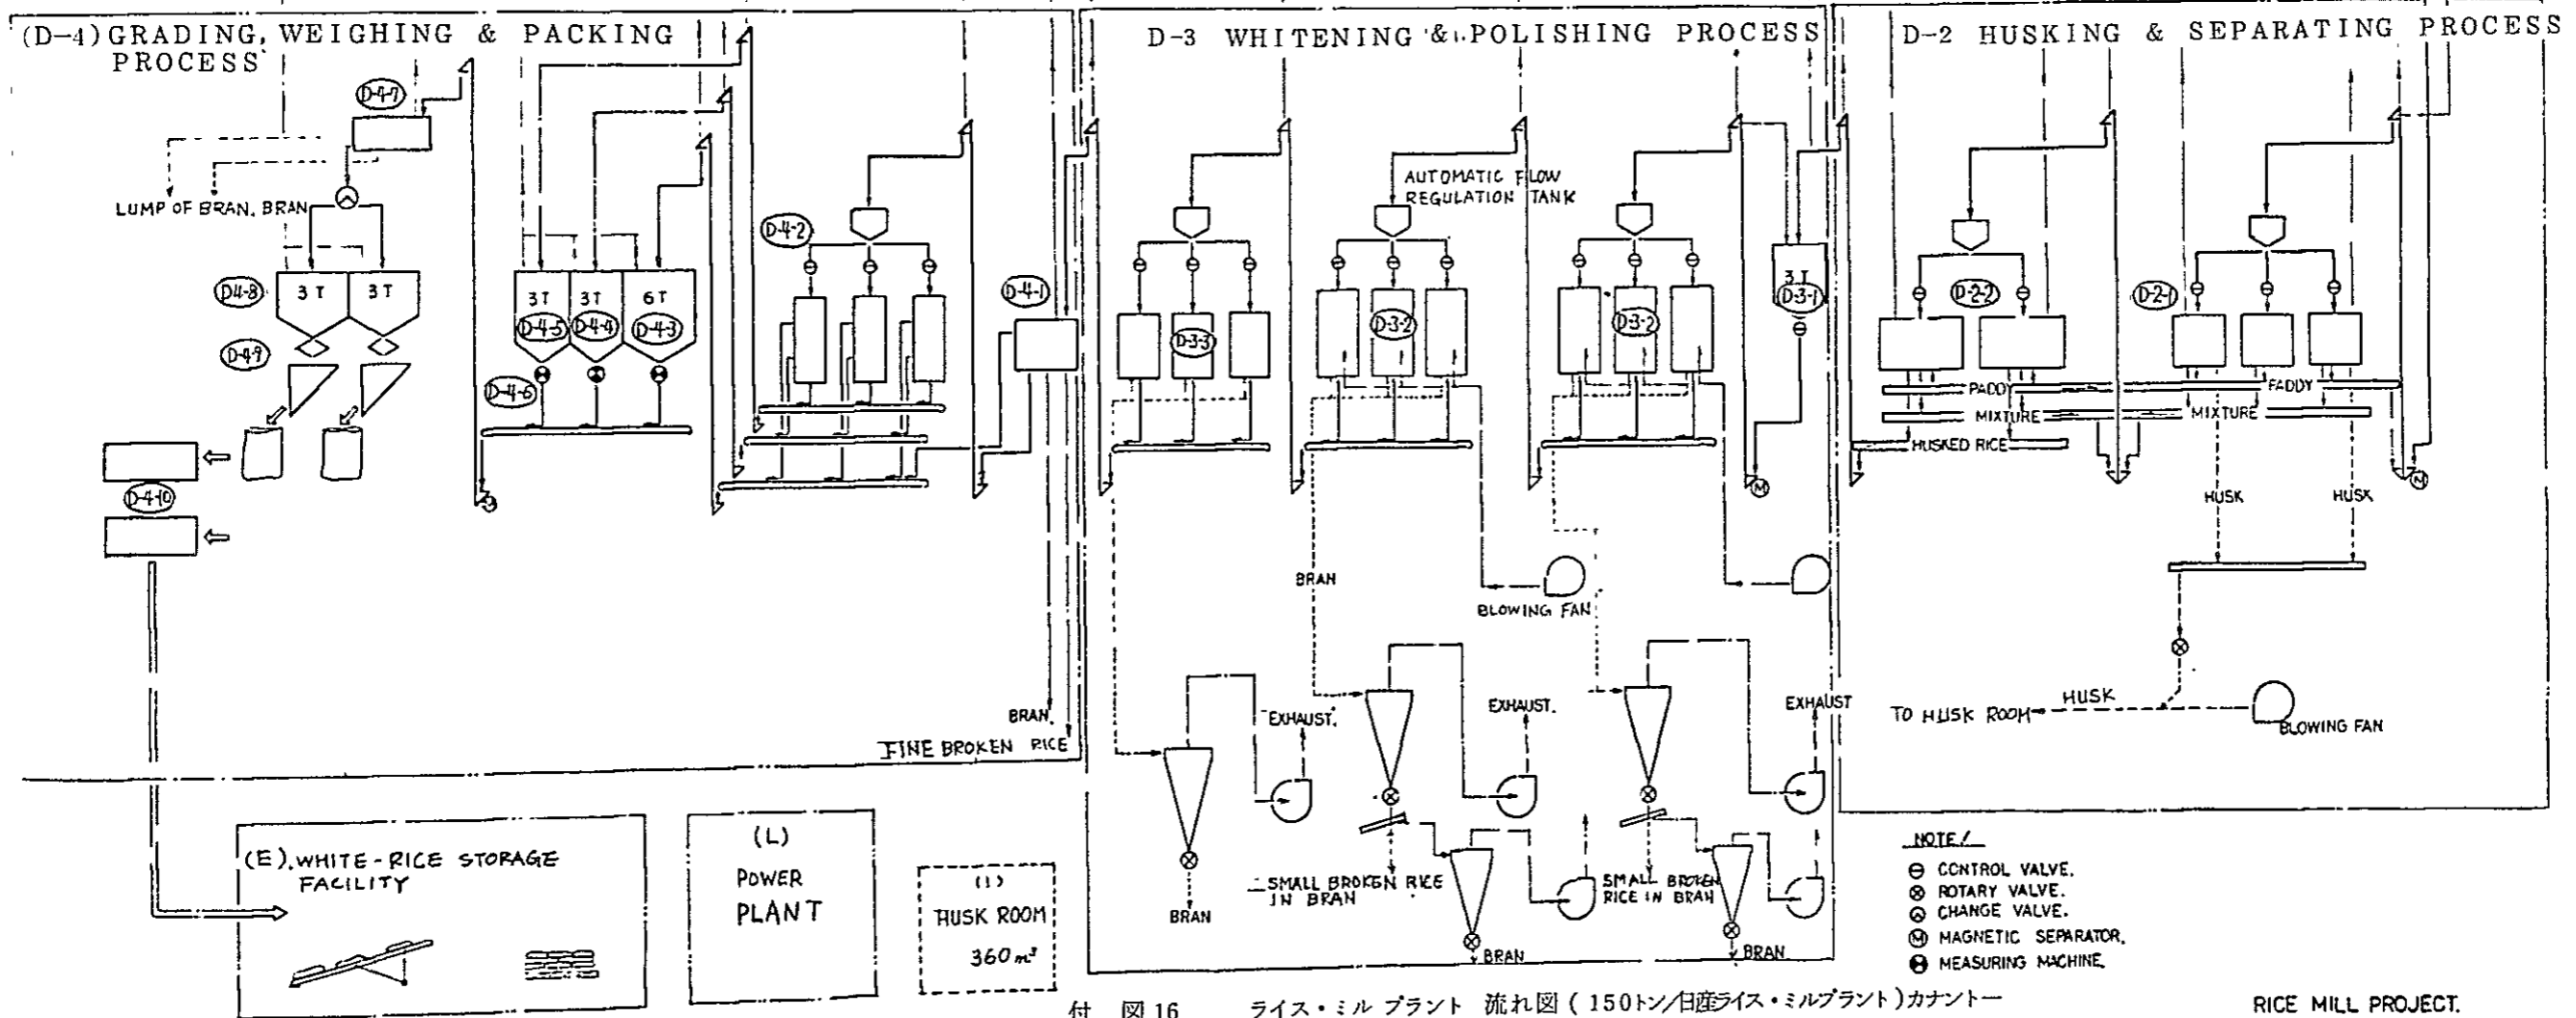 (D-4) GRADING, WEIGHING & PACKING
PROCESS
D-4-7
LUMP OF BRAN. BRAN
D4-8
3T
3T
D-4-9
D-4-10
3T
3T
6T
D-4-5
D-4-4
D-4-3
D-4-6
D-4-2
D-4-1
BRAN.
FINE BROKEN RICE
D-3 WHITENING & POLISHING PROCESS
AUTOMATIC FLOW
REGULATION TANK
D-3-3
D-3-2
D-3-2
3T
D-3-1
M
BRAN
BLOWING FAN
EXHAUST.
EXHAUST.
EXHAUST
BRAN
SMALL BROKEN RICE
IN BRAN
BRAN
SMALL BROKEN
RICE IN BRAN
BRAN
D-2 HUSKING & SEPARATING PROCESS
D-2-2
D-2-1
PADDY
PADDY
MIXTURE
MIXTURE
HUSKED RICE
M
HUSK
HUSK
TO HUSK ROOM
HUSK
BLOWING FAN
(E). WHITE-RICE STORAGE
FACILITY
(L)
POWER
PLANT
(I)
HUSK ROOM
360 m³
NOTE!
CONTROL VALVE.
ROTARY VALVE.
CHANGE VALVE.
M MAGNETIC SEPARATOR.
MEASURING MACHINE.
付 図16 ライス・ミル プラント 流れ図 (150トン/日産ライス・ミルプラント) カナントー
RICE MILL PROJECT.